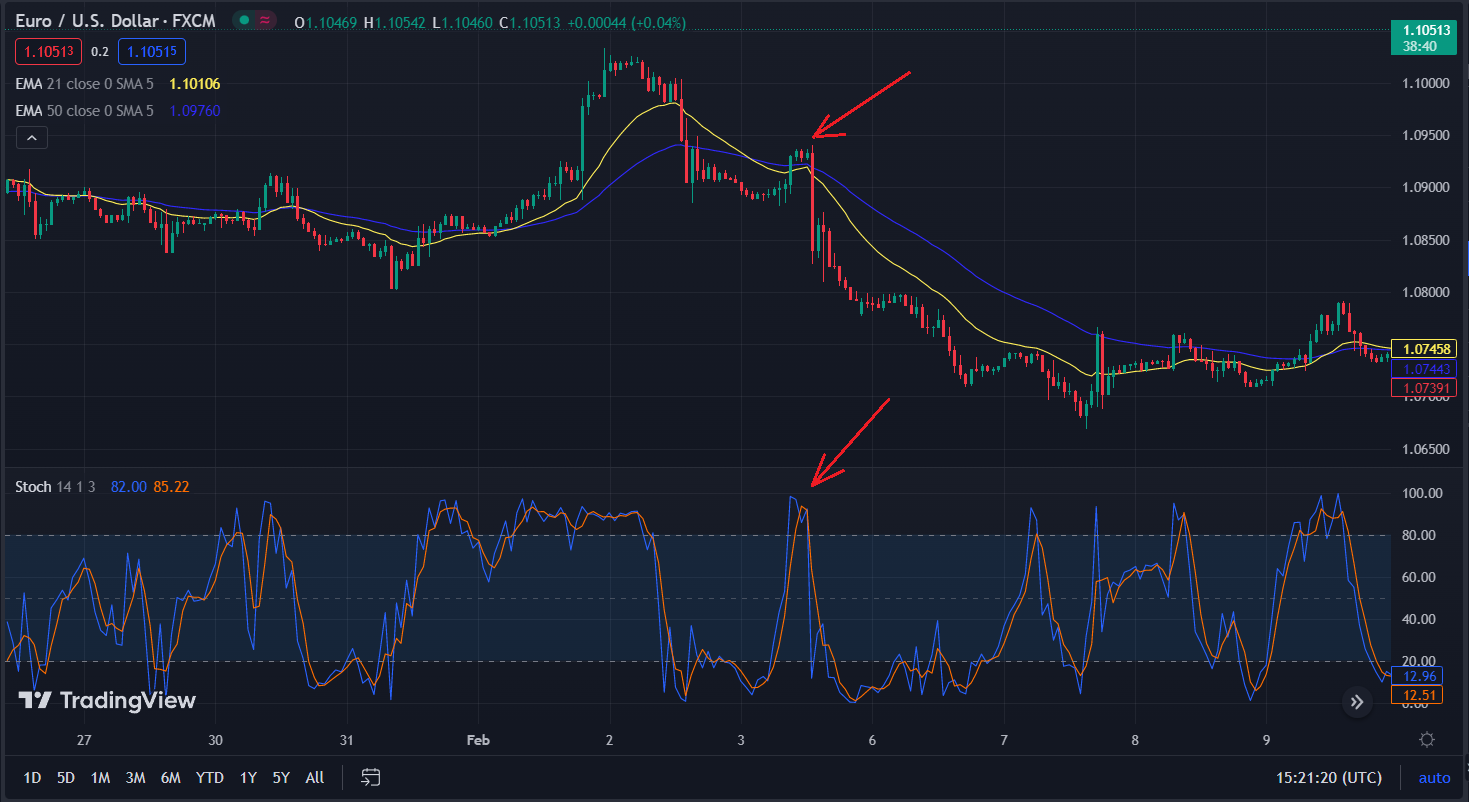 Euro / U.S. Dollar · FXCM O1.10469 H1.10542 L1.10460 C1.10513 +0.00044 (+0.04%)
1.10513 0.2 1.10515
EMA 21 close 0 SMA 5 1.10106
EMA 50 close 0 SMA 5 1.09760
1.10513
38:40
1.10000
1.09500
1.09000
1.08500
1.08000
1.07458
1.07443
1.07391
1.07000
1.06500
Stoch 14 1 3 82.00 85.22
100.00
80.00
60.00
40.00
20.00
12.96
12.51
0.00
TradingView
27 30 31 Feb 2 3 6 7 8 9
1D 5D 1M 3M 6M YTD 1Y 5Y All 15:21:20 (UTC) auto